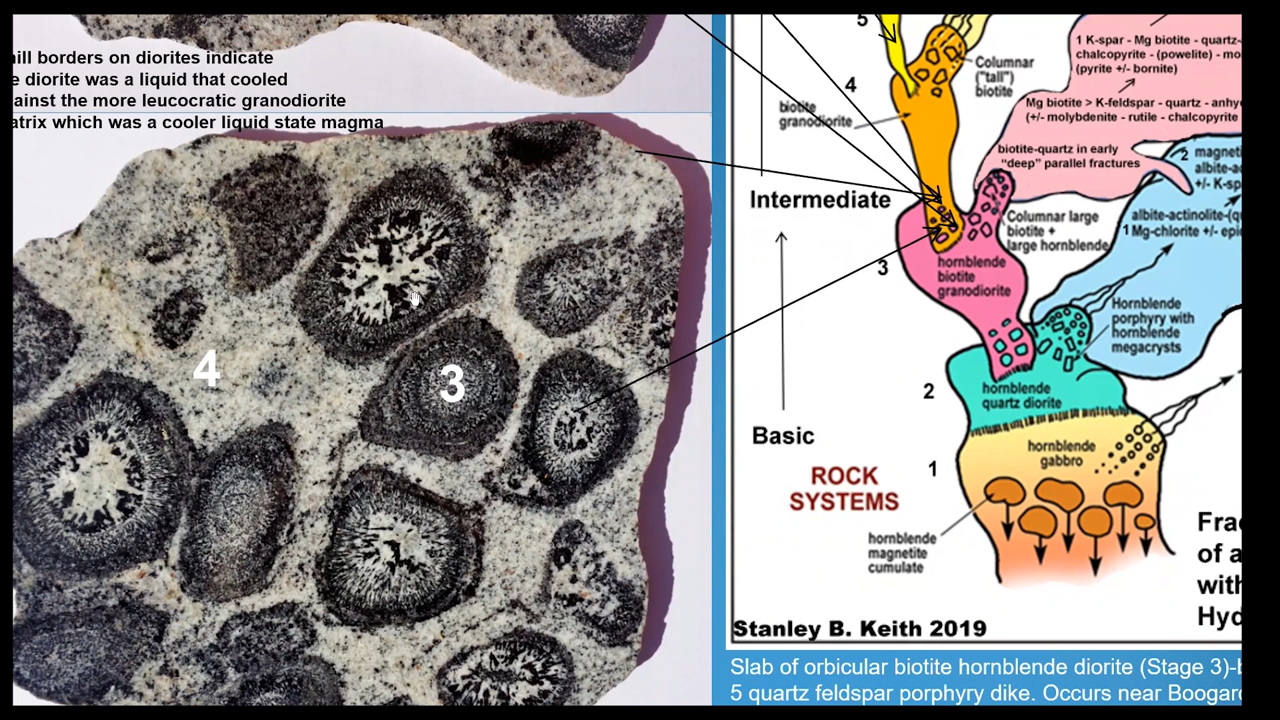 hill borders on diorites indicate
e diorite was a liquid that cooled
ainst the more leucocratic granodiorite
atrix which was a cooler liquid state magma
4
3
5
Columnar
("tall")
biotite
4
biotite
granodiorite
Intermediate
3
hornblende
biotite
granodiorite
Columnar large
biotite +
large hornblende
Hornblende
porphyry with
hornblende
megacrysts
2
hornblende
quartz diorite
Basic
1
hornblende
gabbro
ROCK
SYSTEMS
hornblende
magnetite
cumulate
1 K-spar - Mg biotite - quartz-
chalcopyrite - (powelite) - mo
(pyrite +/- bornite)
Mg biotite > K-feldspar - quartz - anhy
(+/- molybdenite - rutile - chalcopyrite
biotite-quartz in early
"deep" parallel fractures
2 magnet
albite-a
+/- K-sp
albite-actinolite-(q
1 Mg-chlorite +/- epi
Fra
of a
with
Hyd
Stanley B. Keith 2019
Slab of orbicular biotite hornblende diorite (Stage 3)-b
5 quartz feldspar porphyry dike. Occurs near Boogar